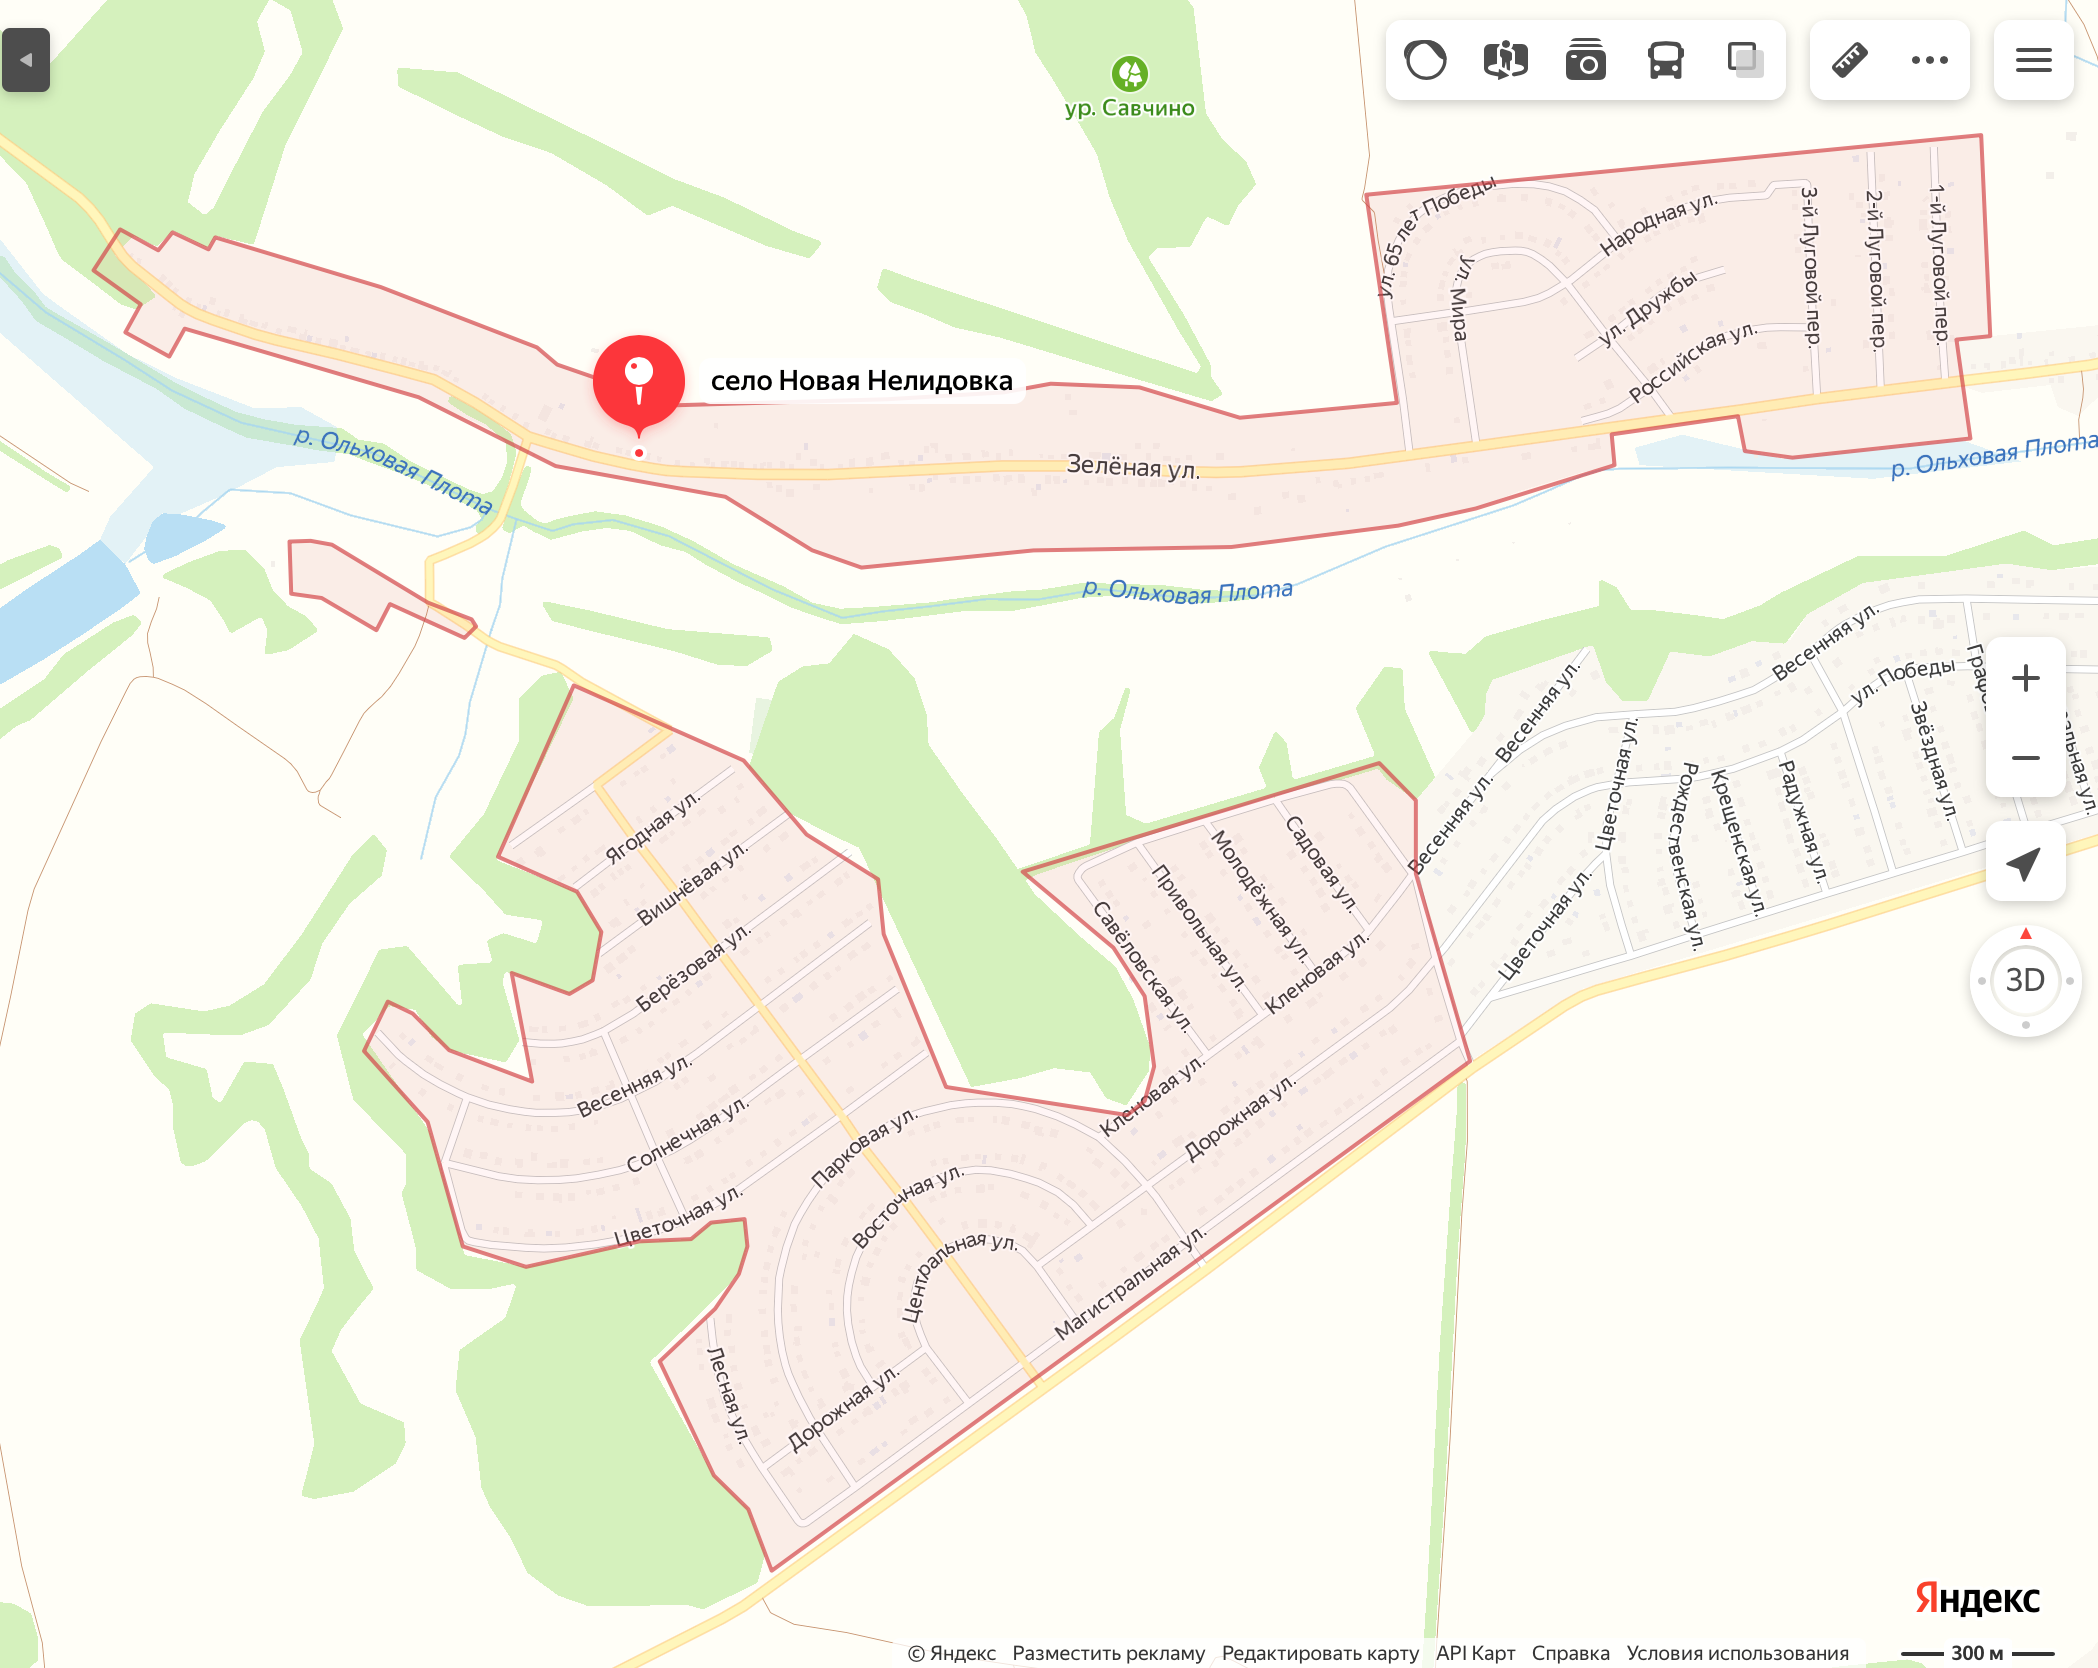 ур. Савчино
ул. 65 лет Победы
Народная ул.
3-й Луговой пер.
2-й Луговой пер.
1-й Луговой пер.
ул. Мира
ул. Дружбы
Российская ул.
село Новая Нелидовка
р. Ольховая Плота
Зелёная ул.
р. Ольховая Плота
р. Ольховая Плота
Весенняя ул.
Весенняя ул.
Весенняя ул.
ул. Победы
Звёздная ул.
Цветочная ул.
Рождественская ул.
Крещенская ул.
Радужная ул.
Цветочная ул.
Ягодная ул.
Вишнёвая ул.
Берёзовая ул.
Садовая ул.
Молодёжная ул.
Привольная ул.
Савёловская ул.
Кленовая ул.
Кленовая ул.
3D
Весенняя ул.
Солнечная ул.
Цветочная ул.
Парковая ул.
Дорожная ул.
Восточная ул.
Центральная ул.
Магистральная ул.
Лесная ул.
Дорожная ул.
Яндекс
© Яндекс Разместить рекламу Редактировать карту API Карт Справка Условия использования 300 м